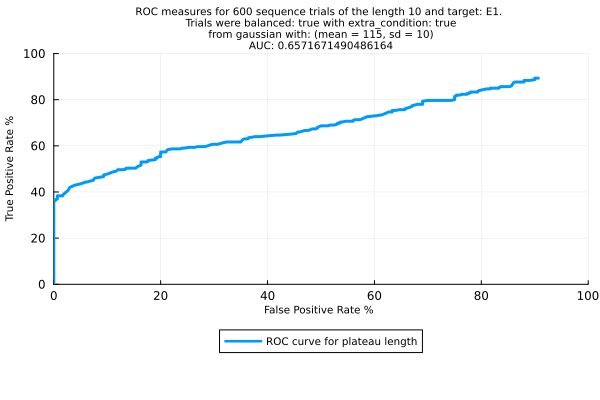 ROC measures for 600 sequence trials of the length 10 and target: E1.
Trials were balanced: true with extra_condition: true
from gaussian with: (mean = 115, sd = 10)
AUC: 0.6571671490486164
100
80
60
40
20
0
True Positive Rate %
0 20 40 60 80 100
False Positive Rate %
ROC curve for plateau length